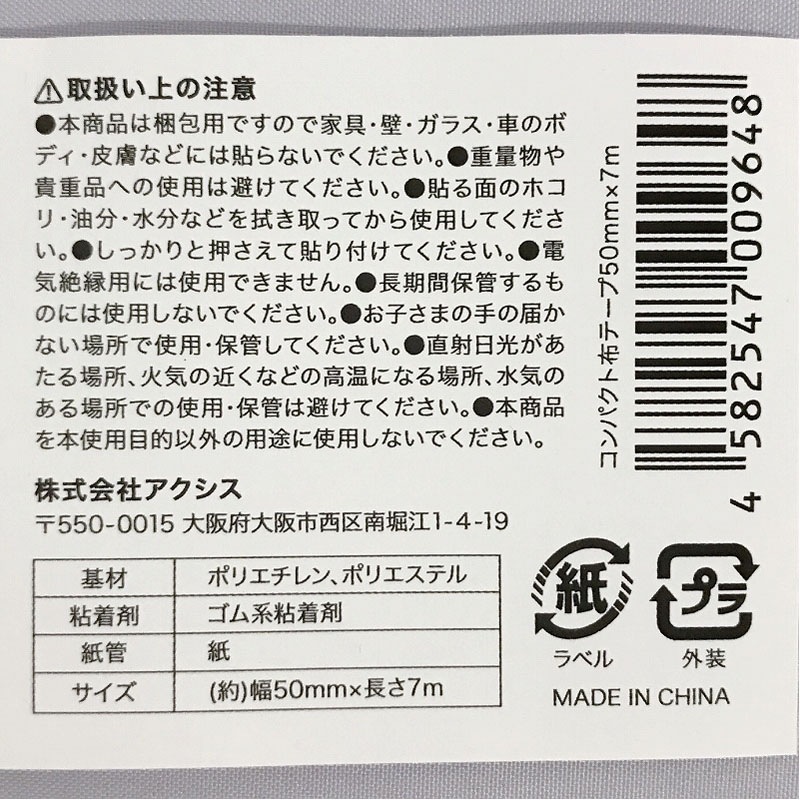 ⚠取扱い上の注意
●本商品は梱包用ですので家具・壁・ガラス・車のボ
ディ・皮膚などには貼らないでください。●重量物や
貴重品への使用は避けてください。●貼る面のホコ
リ・油分・水分などを拭き取ってから使用してくださ
い。●しっかりと押さえて貼り付けてください。●電
気絶縁用には使用できません。●長期間保管するも
のには使用しないでください。●お子さまの手の届か
ない場所で使用・保管してください。●直射日光があ
たる場所、火気の近くなどの高温になる場所、水気の
ある場所での使用・保管は避けてください。●本商品
を本使用目的以外の用途に使用しないでください。
株式会社アクシス
〒550-0015 大阪府大阪市西区南堀江1-4-19
基材 ポリエチレン、ポリエステル
粘着剤 ゴム系粘着剤
紙管 紙
サイズ (約)幅50mm×長さ7m
コンパクト布テープ50mm×7m
4 582547 009648
紙
ラベル
プラ
外装
MADE IN CHINA